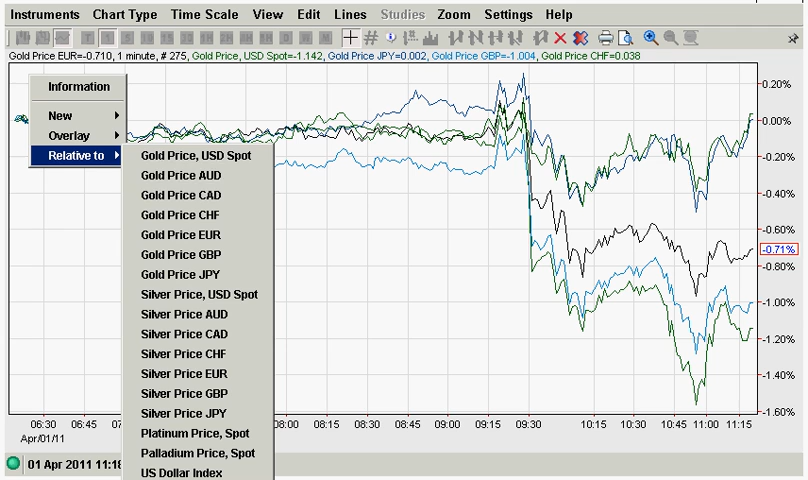 Instruments Chart Type Time Scale View Edit Lines Studies Zoom Settings Help
Gold Price EUR=-0.710, 1 minute, # 275, Gold Price, USD Spot=-1.142, Gold Price JPY=0.002, Gold Price GBP=-1.004, Gold Price CHF=0.038
Information
New
Overlay
Relative to
Gold Price, USD Spot
Gold Price AUD
Gold Price CAD
Gold Price CHF
Gold Price EUR
Gold Price GBP
Gold Price JPY
Silver Price, USD Spot
Silver Price AUD
Silver Price CAD
Silver Price CHF
Silver Price EUR
Silver Price GBP
Silver Price JPY
Platinum Price, Spot
Palladium Price, Spot
US Dollar Index
0.20%
0.00%
-0.20%
-0.40%
-0.60%
-0.71%
-0.80%
-1.00%
-1.20%
-1.40%
-1.60%
06:30 06:45 07 08:00 08:15 08:30 08:45 09:00 09:15 09:30 10:15 10:30 10:45 11:00 11:15
Apr/01/11
01 Apr 2011 11:18